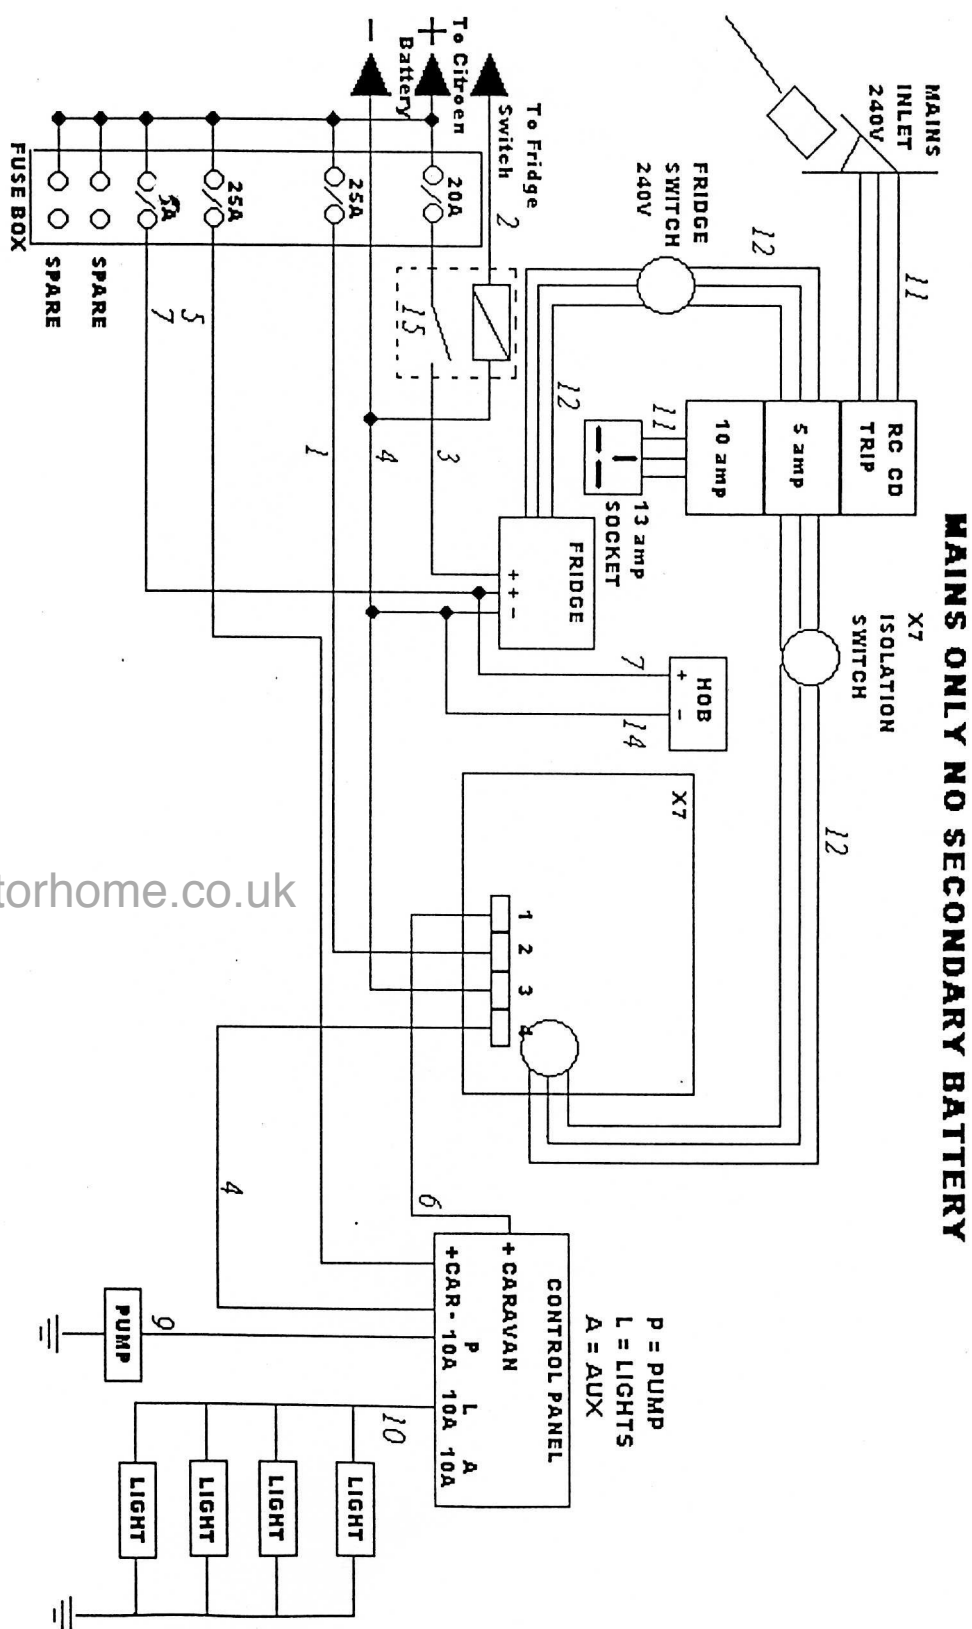 MAINS ONLY NO SECONDARY BATTERY
MAINS
INLET
240V
11
RC CD
TRIP
5 amp
10 amp
X7
ISOLATION
SWITCH
12
12
FRIDGE
SWITCH
240V
12
11
13 amp
SOCKET
To Fridge
Switch
2
To Citroen
Battery
+
-
20A
25A
25A
5A
FUSE BOX
SPARE
SPARE
15
3
4
1
5
7
FRIDGE
+ + -
HOB
+ -
7
14
X7
1 2 3 4
6
4
P = PUMP
L = LIGHTS
A = AUX
CONTROL PANEL
+ CARAVAN
P L A
+CAR- 10A 10A 10A
9
10
PUMP
LIGHT
LIGHT
LIGHT
LIGHT
torhome.co.uk